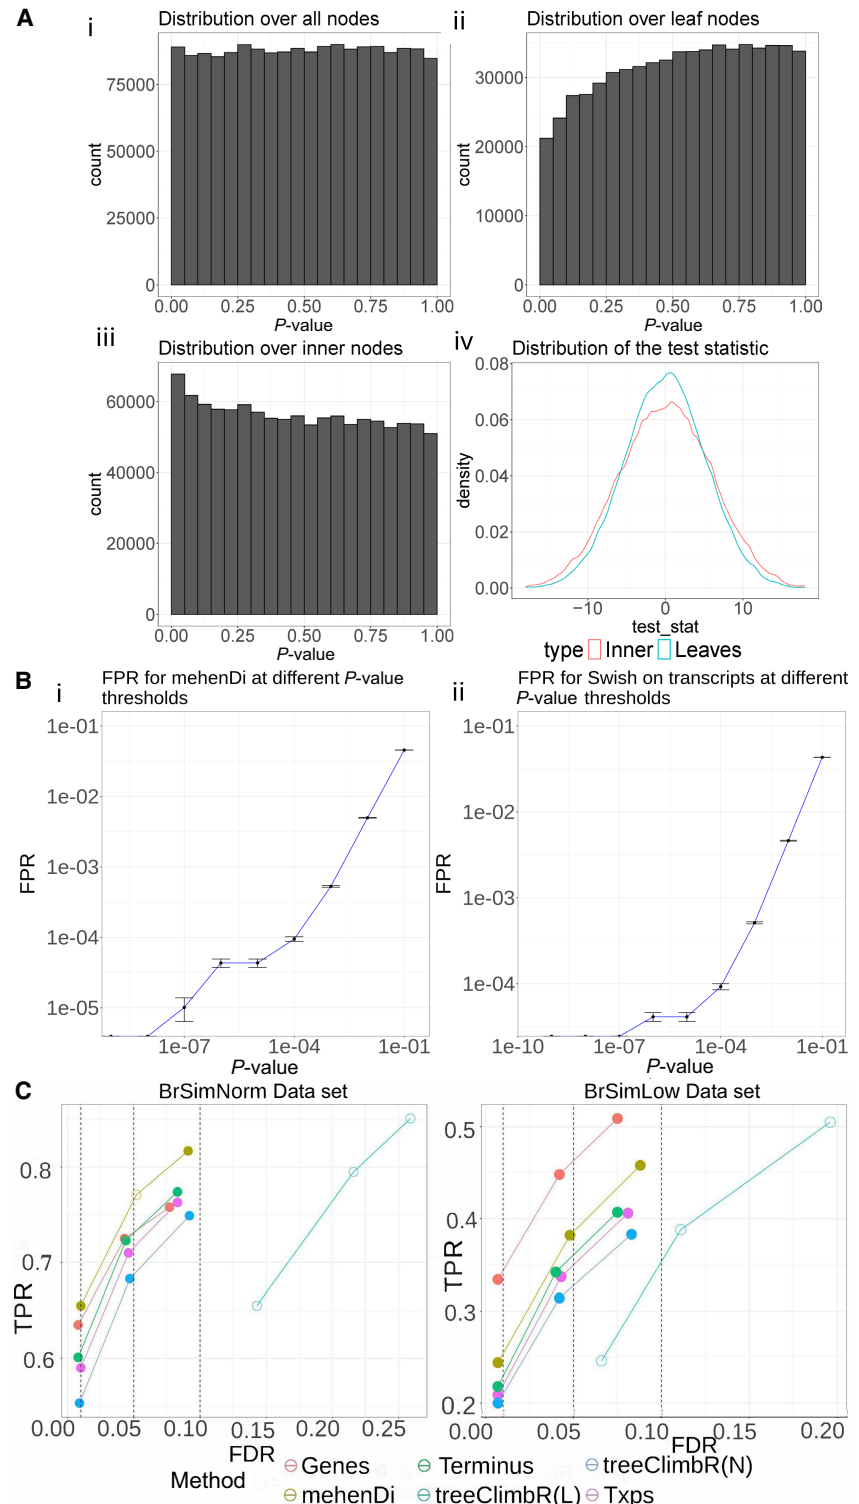 A
i
Distribution over all nodes
75000
50000
25000
0
count
0.00 0.25 0.50 0.75 1.00
P-value
ii
Distribution over leaf nodes
30000
20000
10000
0
count
0.00 0.25 0.50 0.75 1.00
P-value
iii
Distribution over inner nodes
60000
40000
20000
0
count
0.00 0.25 0.50 0.75 1.00
P-value
iv
Distribution of the test statistic
0.08
0.06
0.04
0.02
0.00
density
−10 0 10
test_stat
type Inner Leaves
B
i
FPR for mehenDi at different P-value
thresholds
1e-01
1e-02
1e-03
1e-04
1e-05
FPR
1e-07 1e-04 1e-01
P-value
ii
FPR for Swish on transcripts at different
P-value thresholds
1e-01
1e-02
1e-03
1e-04
FPR
1e-10 1e-07 1e-04 1e-01
P-value
C
BrSimNorm Data set
0.8
0.7
0.6
TPR
0.00 0.05 0.10 0.15 0.20 0.25
FDR
BrSimLow Data set
0.5
0.4
0.3
0.2
TPR
0.00 0.05 0.10 0.20
FDR
Method
Genes Terminus treeClimbR(N)
mehenDi treeClimbR(L) Txps